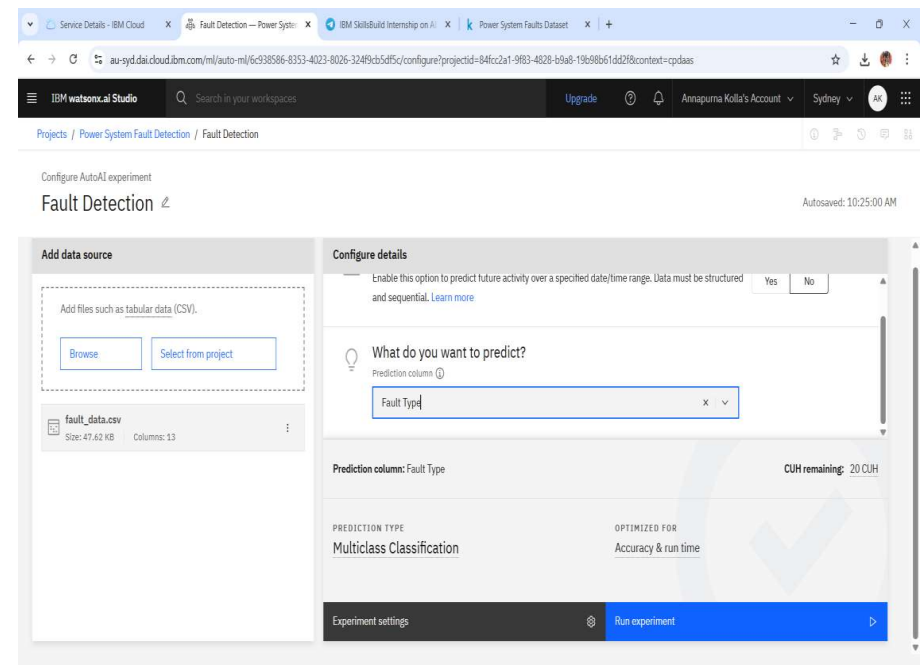 Service Details - IBM Cloud
Fault Detection — Power Syste
IBM SkillsBuild Internship on A
Power System Faults Dataset
au-syd.dai.cloud.ibm.com/ml/auto-ml/6c938586-8353-4023-8026-324f9cb5df5c/configure?projectid=84fcc2a1-9f83-4828-b9a8-19b98b61dd2f&context=cpdaas
IBM watsonx.ai Studio
Search in your workspaces
Upgrade
Annapurna Kolla's Account
Sydney
AK
Projects / Power System Fault Detection / Fault Detection
Configure AutoAI experiment
Fault Detection
Autosaved: 10:25:00 AM
Add data source
Add files such as tabular data (CSV).
Browse
Select from project
fault_data.csv
Size: 47.62 KB Columns: 13
Configure details
Enable this option to predict future activity over a specified date/time range. Data must be structured
and sequential. Learn more
Yes
No
What do you want to predict?
Prediction column
Fault Type
Prediction column: Fault Type
CUH remaining: 20 CUH
PREDICTION TYPE
Multiclass Classification
OPTIMIZED FOR
Accuracy & run time
Experiment settings
Run experiment